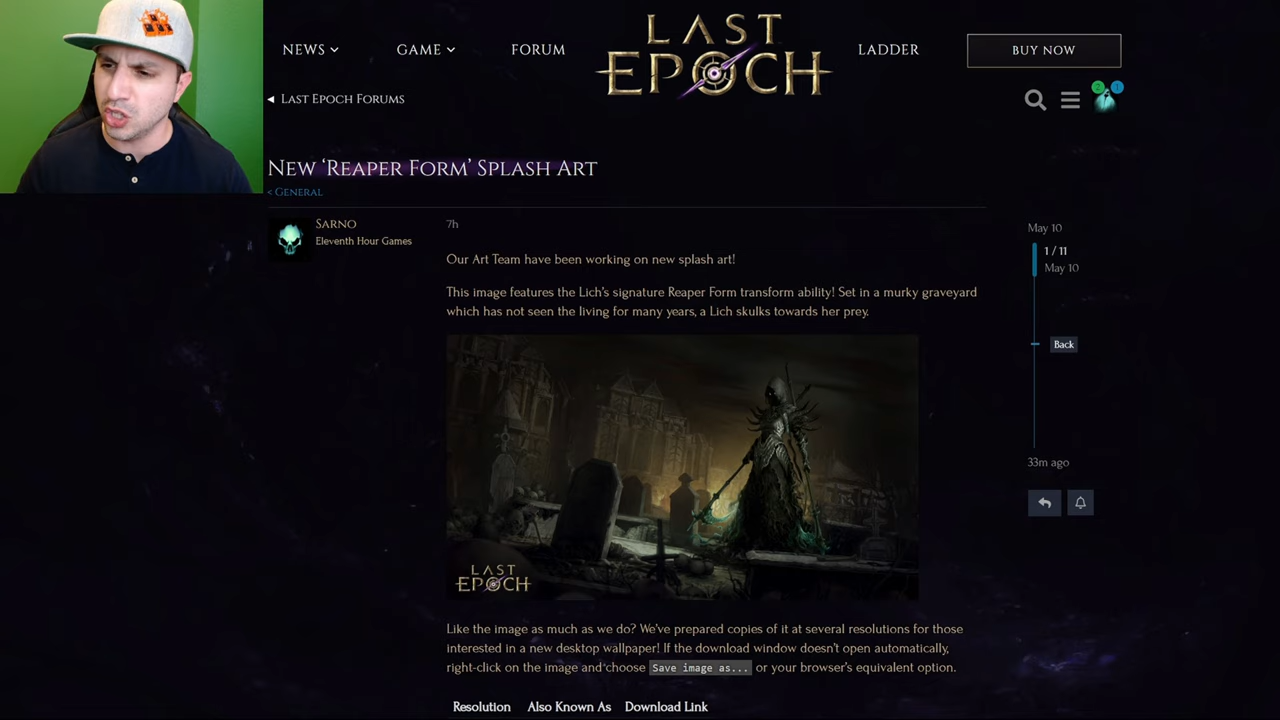 NEWS
GAME
FORUM
LAST
EPOCH
LADDER
BUY NOW
◄ LAST EPOCH FORUMS
2
1
NEW ‘REAPER FORM’ SPLASH ART
< GENERAL
SARNO
Eleventh Hour Games
7h
Our Art Team have been working on new splash art!
This image features the Lich’s signature Reaper Form transform ability! Set in a murky graveyard
which has not seen the living for many years, a Lich skulks towards her prey.
May 10
1 / 11
May 10
Back
33m ago
LAST
EPOCH
Like the image as much as we do? We’ve prepared copies of it at several resolutions for those
interested in a new desktop wallpaper! If the download window doesn’t open automatically,
right-click on the image and choose Save image as... or your browser’s equivalent option.
Resolution Also Known As Download Link